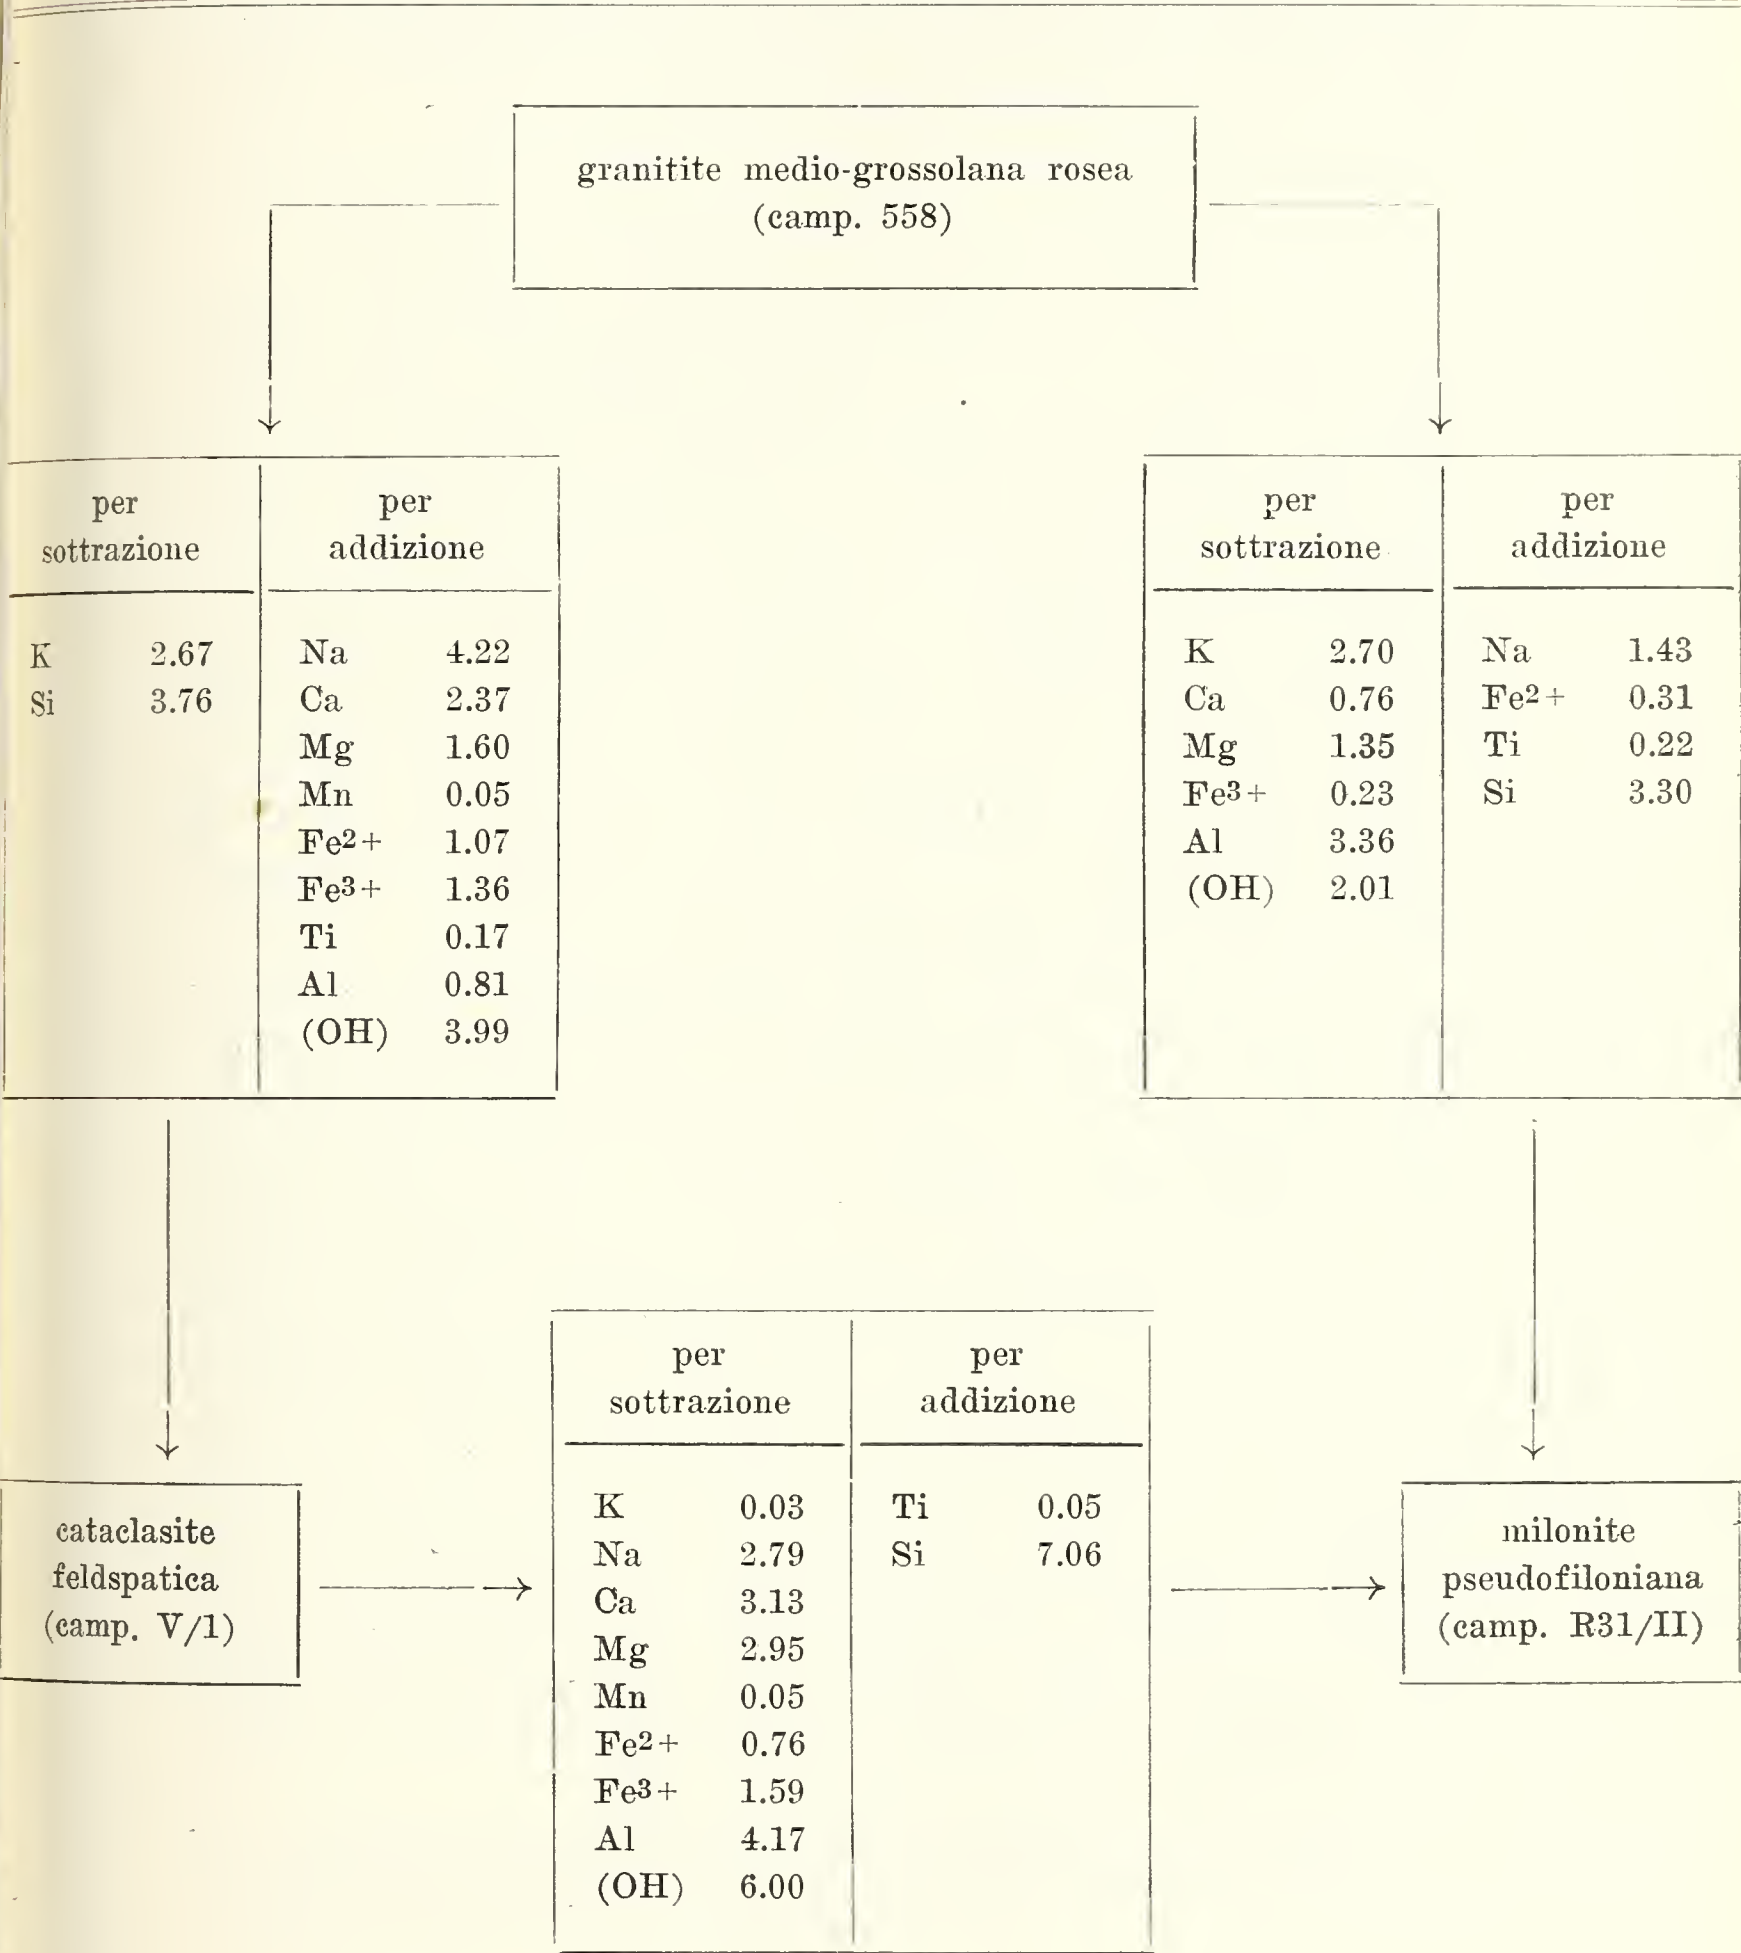 granitite medio-grossolana rosea
(camp. 558)
per
sottrazione
per
addizione
K 2.67
Si 3.76
Na 4.22
Ca 2.37
Mg 1.60
Mn 0.05
Fe2+ 1.07
Fe3+ 1.36
Ti 0.17
Al 0.81
(OH) 3.99
per
sottrazione
per
addizione
K 2.70
Ca 0.76
Mg 1.35
Fe3+ 0.23
Al 3.36
(OH) 2.01
Na 1.43
Fe2+ 0.31
Ti 0.22
Si 3.30
cataclasite
feldspatica
(camp. V/1)
per
sottrazione
per
addizione
K 0.03
Na 2.79
Ca 3.13
Mg 2.95
Mn 0.05
Fe2+ 0.76
Fe3+ 1.59
Al 4.17
(OH) 6.00
Ti 0.05
Si 7.06
milonite
pseudofiloniana
(camp. R31/II)